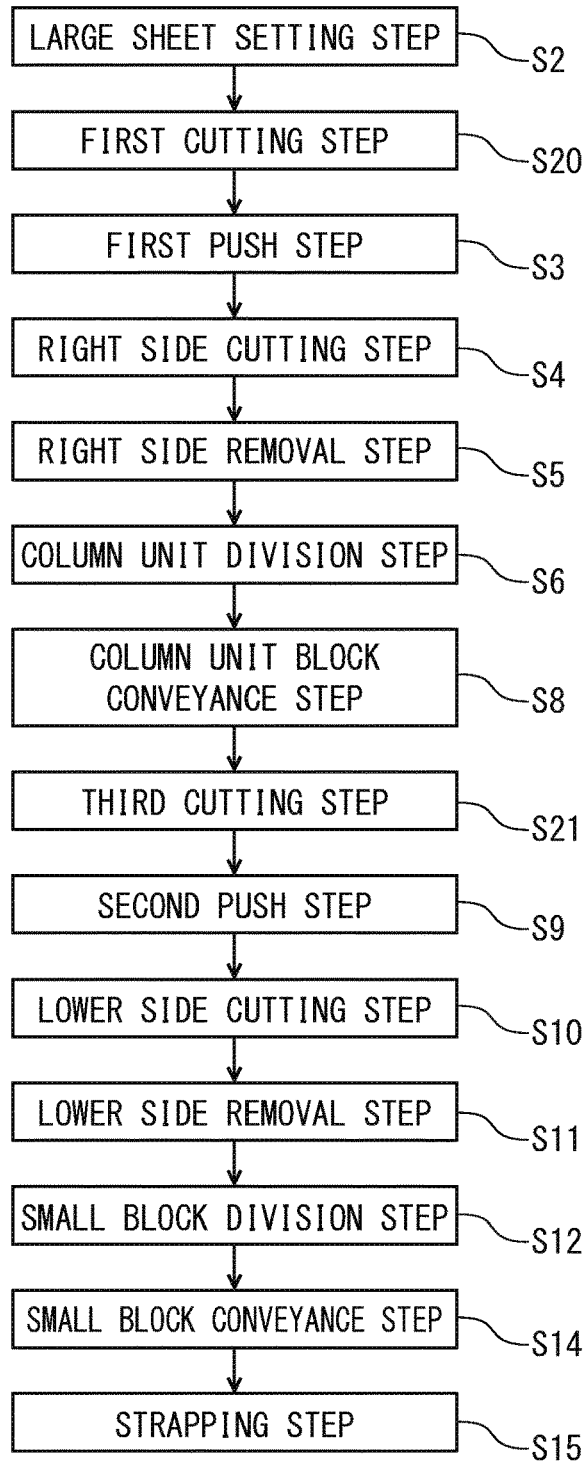 LARGE SHEET SETTING STEP
S2
FIRST CUTTING STEP
S20
FIRST PUSH STEP
S3
RIGHT SIDE CUTTING STEP
S4
RIGHT SIDE REMOVAL STEP
S5
COLUMN UNIT DIVISION STEP
S6
COLUMN UNIT BLOCK
CONVEYANCE STEP
S8
THIRD CUTTING STEP
S21
SECOND PUSH STEP
S9
LOWER SIDE CUTTING STEP
S10
LOWER SIDE REMOVAL STEP
S11
SMALL BLOCK DIVISION STEP
S12
SMALL BLOCK CONVEYANCE STEP
S14
STRAPPING STEP
S15